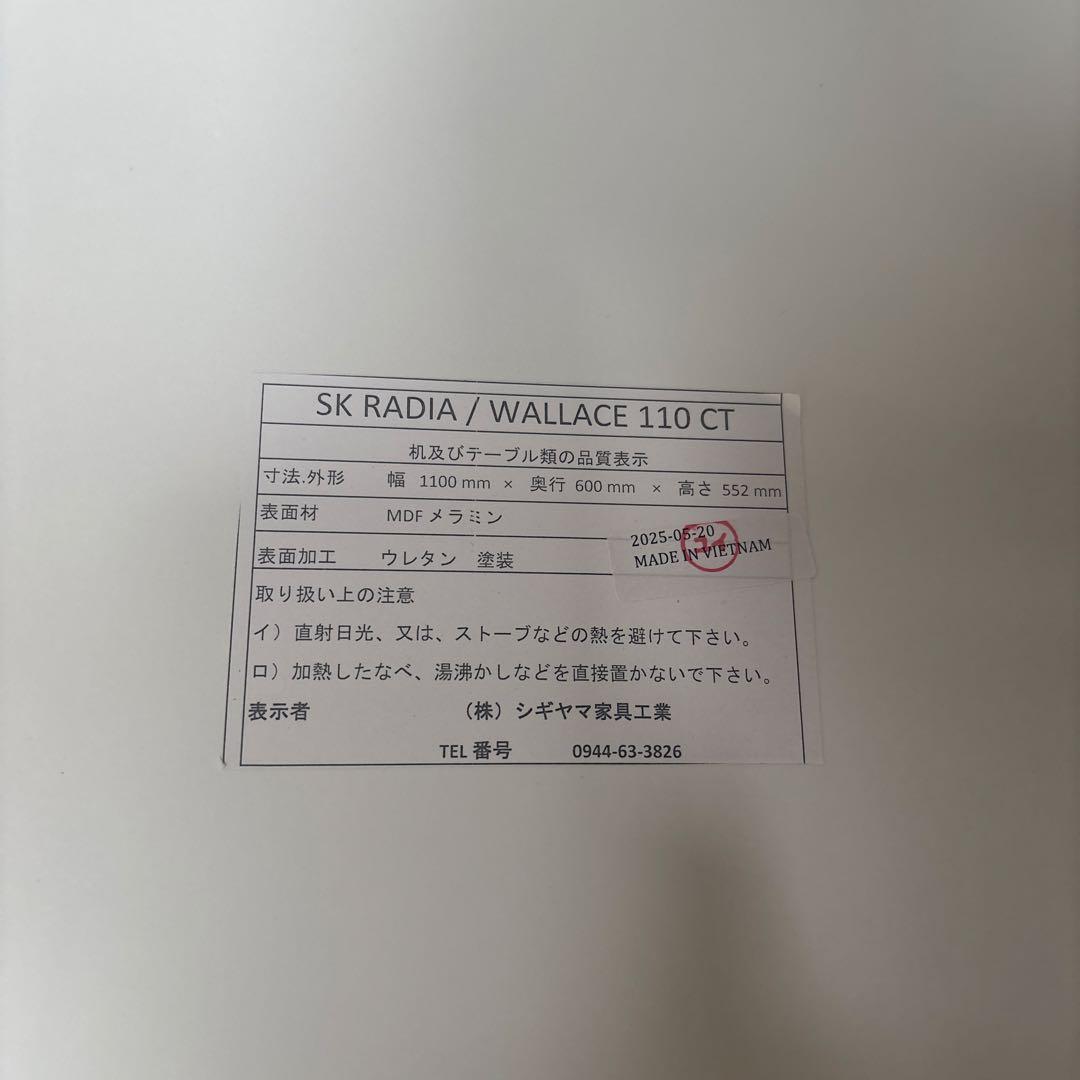 SK RADIA / WALLACE 110 CT
机及びテーブル類の品質表示
寸法.外形 幅 1100 mm × 奥行 600 mm × 高さ 552 mm
表面材 MDF メラミン
2025-05-20
MADE IN VIETNAM
表面加工 ウレタン 塗装
取り扱い上の注意
イ）直射日光、又は、ストーブなどの熱を避けて下さい。
ロ）加熱したなべ、湯沸かしなどを直接置かないで下さい。
表示者 （株）シギヤマ家具工業
TEL 番号 0944-63-3826